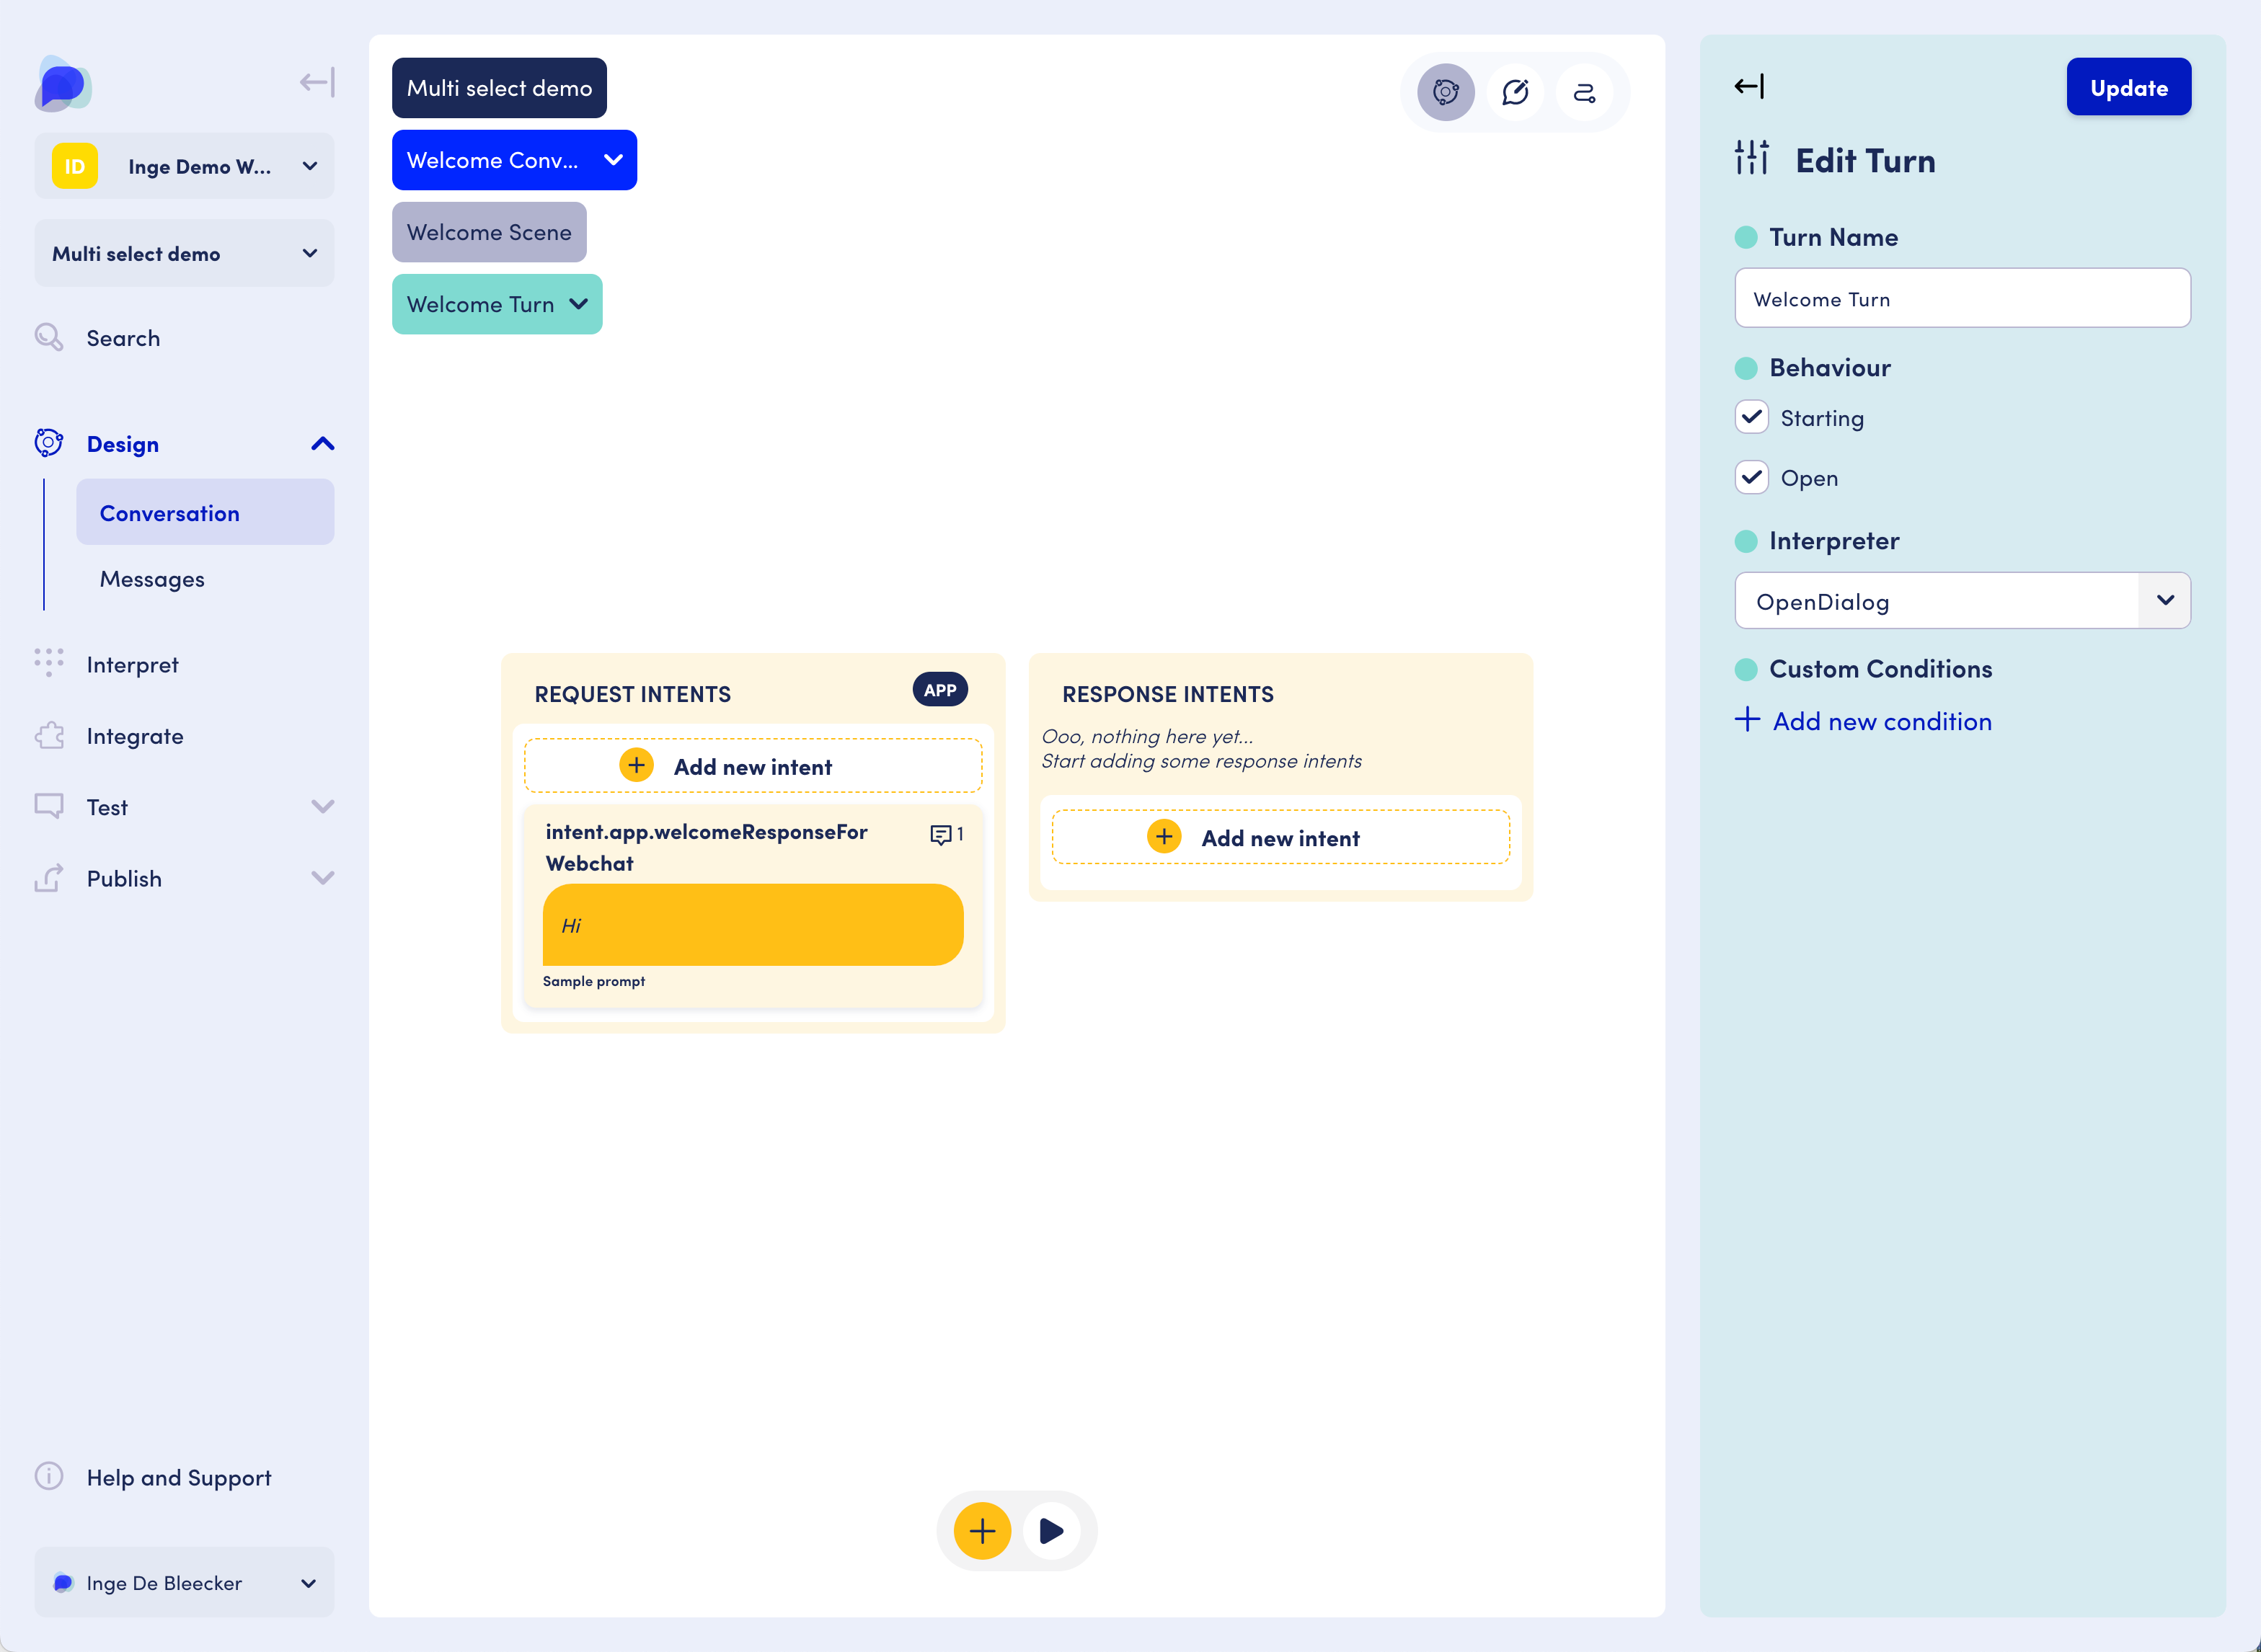 ID
Inge Demo W...
Multi select demo
Search
Design
Conversation
Messages
Interpret
Integrate
Test
Publish
Help and Support
Inge De Bleecker
Multi select demo
Welcome Conv...
Welcome Scene
Welcome Turn
REQUEST INTENTS
APP
Add new intent
intent.app.welcomeResponseFor
Webchat
1
Hi
Sample prompt
RESPONSE INTENTS
Ooo, nothing here yet...
Start adding some response intents
Add new intent
Update
Edit Turn
Turn Name
Welcome Turn
Behaviour
Starting
Open
Interpreter
OpenDialog
Custom Conditions
Add new condition